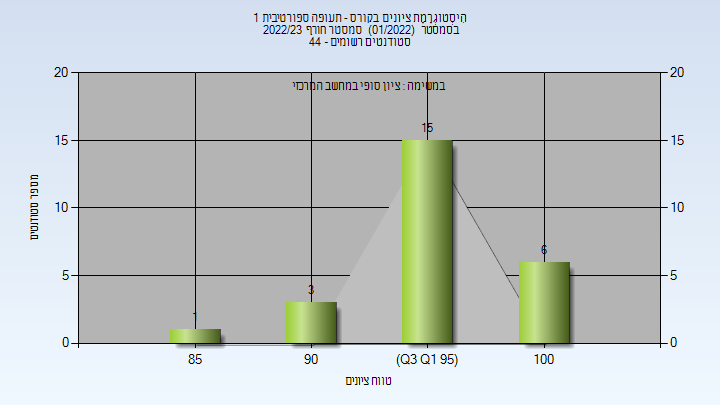 היסטוגרמת ציונים בקורס - תעופה ספורטיבית 1
בסמסטר (01/2022) סמסטר חורף 2022/23
סטודנטים רשומים - 44
במשימה : ציון סופי במחשב המרכזי
מספר סטודנטים
20
15
10
5
0
20
15
10
5
0
1
3
15
6
85
90
(Q3 Q1 95)
100
טווח ציונים